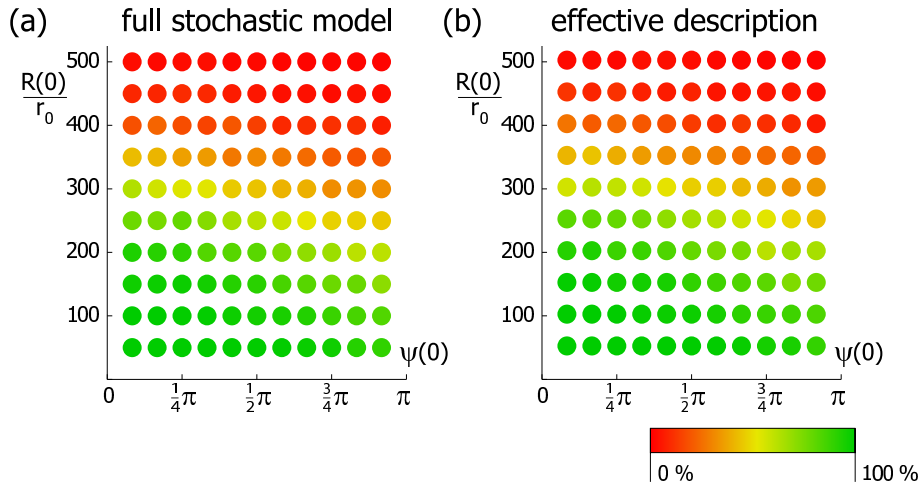 (a) full stochastic model
R(0)
r₀
500
400
300
200
100
ψ(0)
0 ¼π ½π ¾π π
(b) effective description
R(0)
r₀
500
400
300
200
100
ψ(0)
0 ¼π ½π ¾π π
0 % 100 %